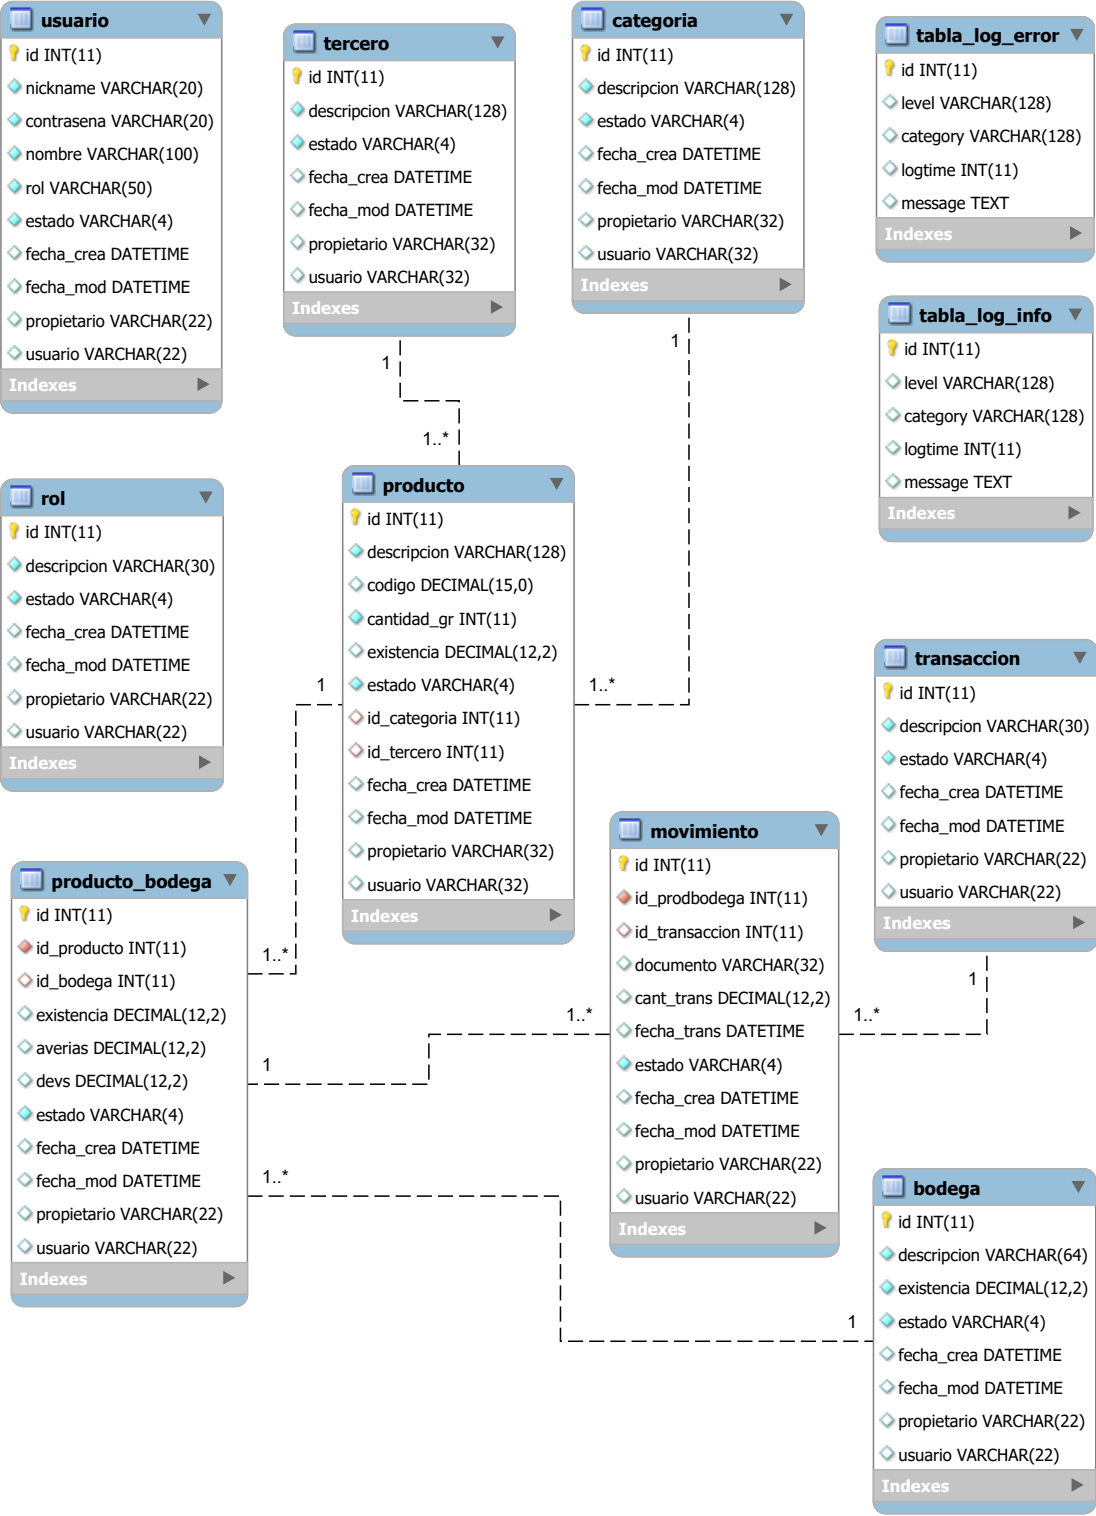 usuario
id INT(11)
nickname VARCHAR(20)
contrasena VARCHAR(20)
nombre VARCHAR(100)
rol VARCHAR(50)
estado VARCHAR(4)
fecha_crea DATETIME
fecha_mod DATETIME
propietario VARCHAR(22)
usuario VARCHAR(22)
Indexes
tercero
id INT(11)
descripcion VARCHAR(128)
estado VARCHAR(4)
fecha_crea DATETIME
fecha_mod DATETIME
propietario VARCHAR(32)
usuario VARCHAR(32)
Indexes
categoria
id INT(11)
descripcion VARCHAR(128)
estado VARCHAR(4)
fecha_crea DATETIME
fecha_mod DATETIME
propietario VARCHAR(32)
usuario VARCHAR(32)
Indexes
tabla_log_error
id INT(11)
level VARCHAR(128)
category VARCHAR(128)
logtime INT(11)
message TEXT
Indexes
tabla_log_info
id INT(11)
level VARCHAR(128)
category VARCHAR(128)
logtime INT(11)
message TEXT
Indexes
1
1..*
1
1..*
rol
id INT(11)
descripcion VARCHAR(30)
estado VARCHAR(4)
fecha_crea DATETIME
fecha_mod DATETIME
propietario VARCHAR(22)
usuario VARCHAR(22)
Indexes
producto
id INT(11)
descripcion VARCHAR(128)
codigo DECIMAL(15,0)
cantidad_gr INT(11)
existencia DECIMAL(12,2)
estado VARCHAR(4)
id_categoria INT(11)
id_tercero INT(11)
fecha_crea DATETIME
fecha_mod DATETIME
propietario VARCHAR(32)
usuario VARCHAR(32)
Indexes
1
1..*
transaccion
id INT(11)
descripcion VARCHAR(30)
estado VARCHAR(4)
fecha_crea DATETIME
fecha_mod DATETIME
propietario VARCHAR(22)
usuario VARCHAR(22)
Indexes
producto_bodega
id INT(11)
id_producto INT(11)
id_bodega INT(11)
existencia DECIMAL(12,2)
averias DECIMAL(12,2)
devs DECIMAL(12,2)
estado VARCHAR(4)
fecha_crea DATETIME
fecha_mod DATETIME
propietario VARCHAR(22)
usuario VARCHAR(22)
Indexes
movimiento
id INT(11)
id_prodbodega INT(11)
id_transaccion INT(11)
documento VARCHAR(32)
cant_trans DECIMAL(12,2)
fecha_trans DATETIME
estado VARCHAR(4)
fecha_crea DATETIME
fecha_mod DATETIME
propietario VARCHAR(22)
usuario VARCHAR(22)
Indexes
1
1..*
1
1..*
1..*
1
bodega
id INT(11)
descripcion VARCHAR(64)
existencia DECIMAL(12,2)
estado VARCHAR(4)
fecha_crea DATETIME
fecha_mod DATETIME
propietario VARCHAR(22)
usuario VARCHAR(22)
Indexes